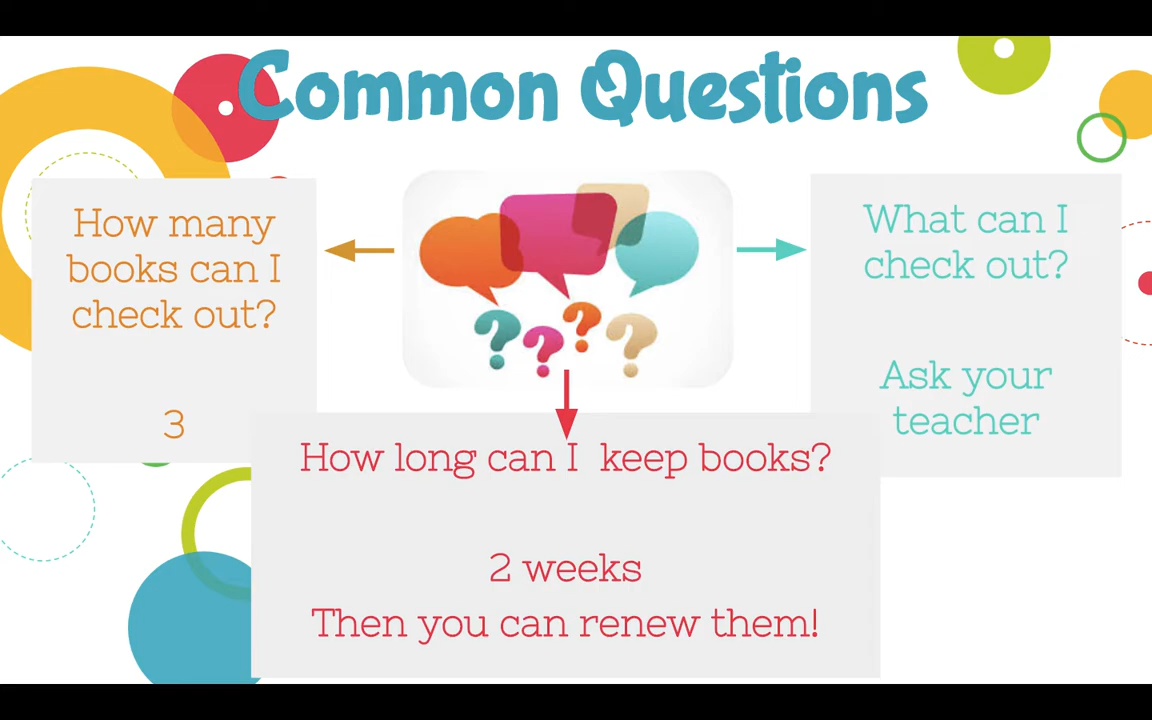 Common Questions
How many
books can I
check out?
3
What can I
check out?
Ask your
teacher
? ? ? ?
How long can I keep books?
2 weeks
Then you can renew them!